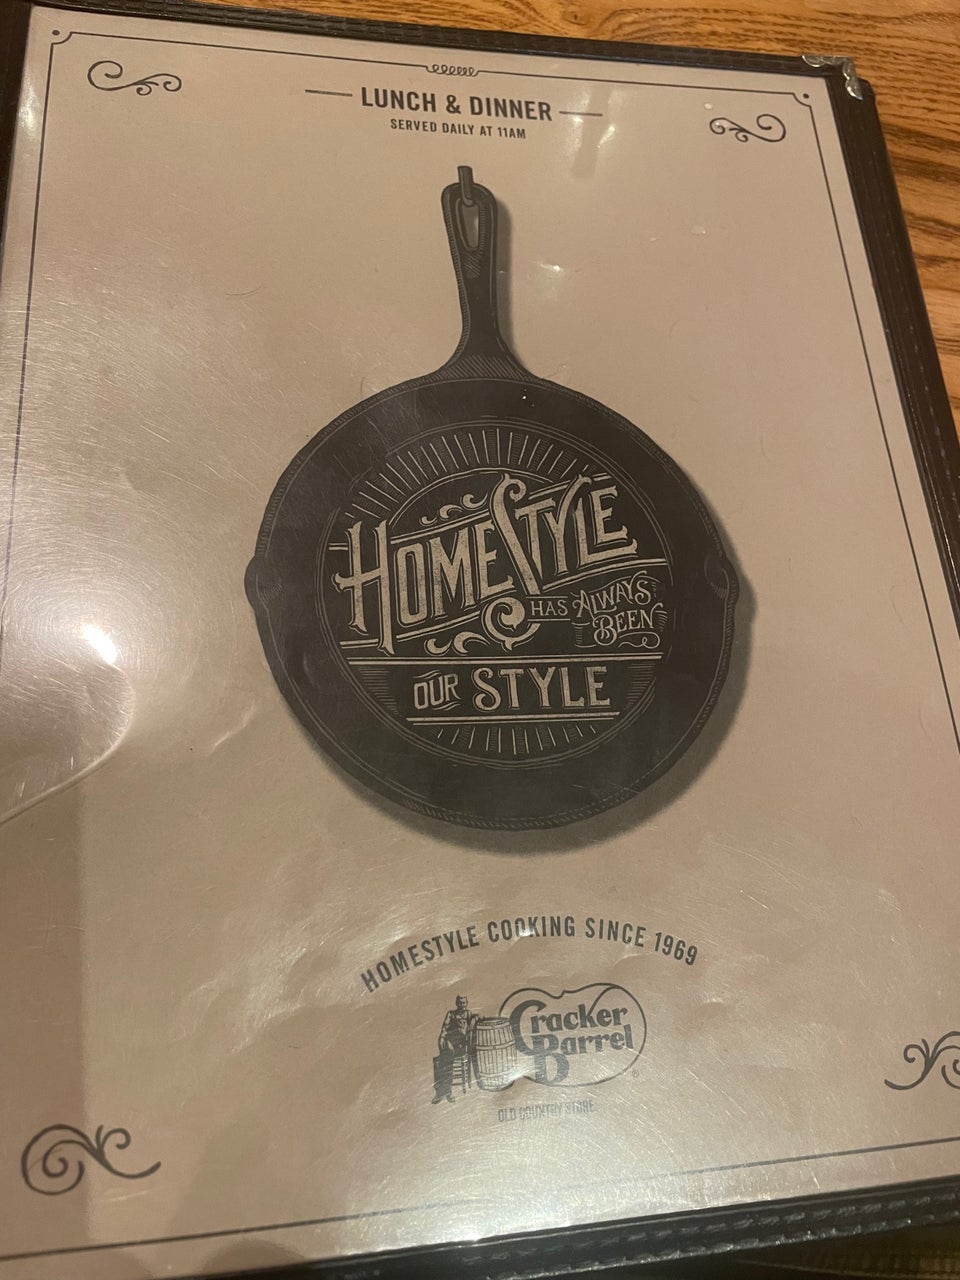 LUNCH & DINNER
SERVED DAILY AT 11AM
HOMESTYLE
HAS ALWAYS
BEEN
OUR STYLE
HOMESTYLE COOKING SINCE 1969
Cracker
Barrel
®
OLD COUNTRY STORE